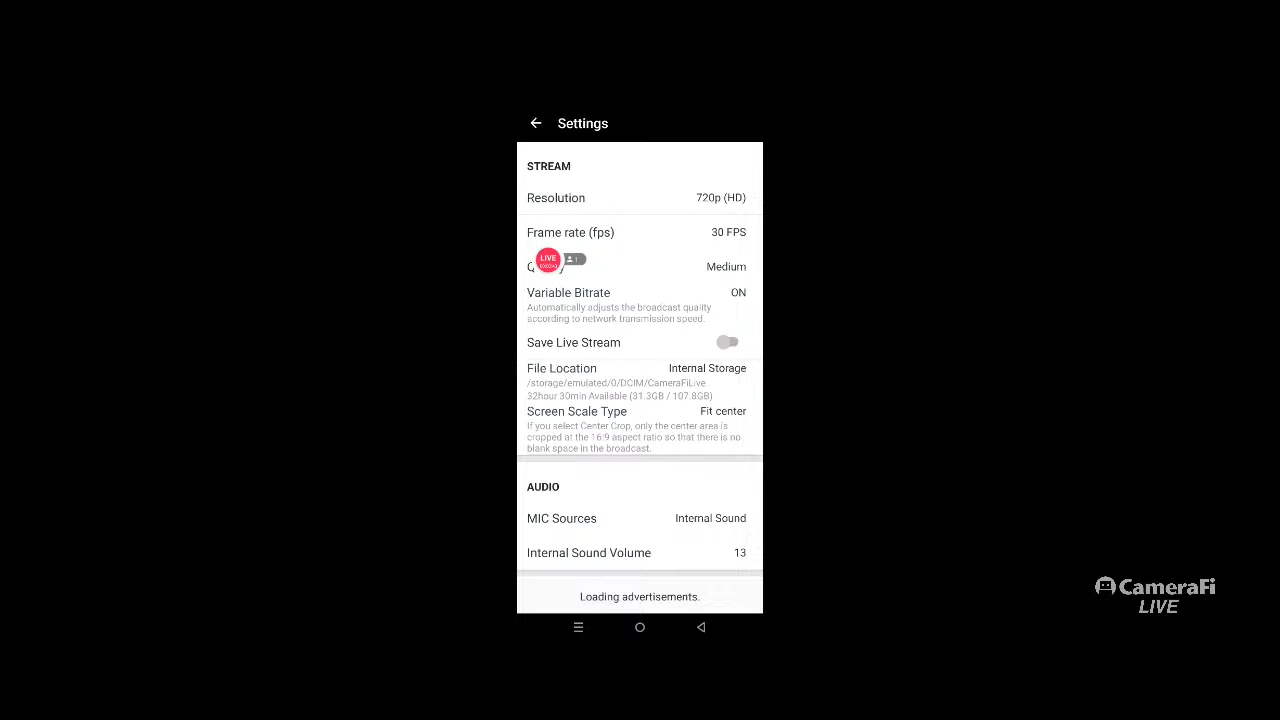 Settings
STREAM
Resolution 720p (HD)
Frame rate (fps) 30 FPS
LIVE
1
Medium
Variable Bitrate ON
Automatically adjusts the broadcast quality
according to network transmission speed.
Save Live Stream
File Location Internal Storage
/storage/emulated/0/DCIM/CameraFiLive
32hour 30min Available (31.3GB / 107.8GB)
Screen Scale Type Fit center
If you select Center Crop, only the center area is
cropped at the 16:9 aspect ratio so that there is no
blank space in the broadcast.
AUDIO
MIC Sources Internal Sound
Internal Sound Volume 13
Loading advertisements.
CameraFi
LIVE